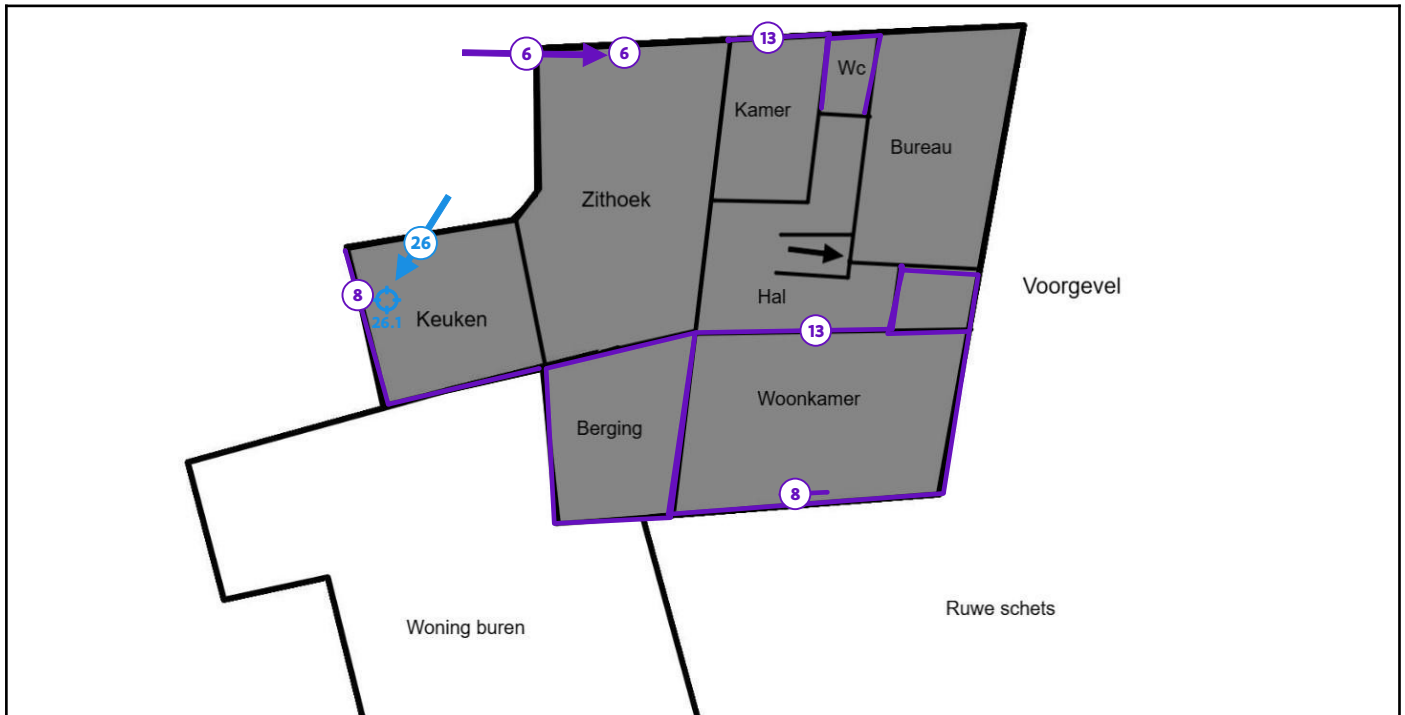 13
6
6
Wc
Kamer
Bureau
Zithoek
26
8
26.1
Keuken
Hal
Voorgevel
13
Woonkamer
Berging
8
Ruwe schets
Woning buren